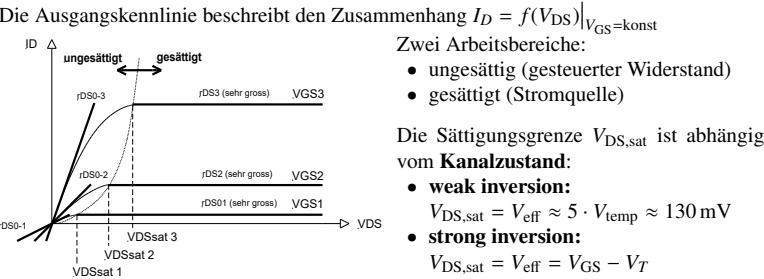 Die Ausgangskennlinie beschreibt den Zusammenhang I_D = f(V_DS)|_{V_GS=konst}
ID
ungesättigt gesättigt
rDS0-3
rDS3 (sehr gross) VGS3
rDS0-2
rDS2 (sehr gross) VGS2
rDS01 (sehr gross) VGS1
rDS0-1
VDS
VDSsat 3
VDSsat 2
VDSsat 1
Zwei Arbeitsbereiche:
• ungesättig (gesteuerter Widerstand)
• gesättigt (Stromquelle)
Die Sättigungsgrenze V_DS,sat ist abhängig
vom Kanalzustand:
• weak inversion:
V_DS,sat = V_eff ≈ 5 · V_temp ≈ 130 mV
• strong inversion:
V_DS,sat = V_eff = V_GS − V_T